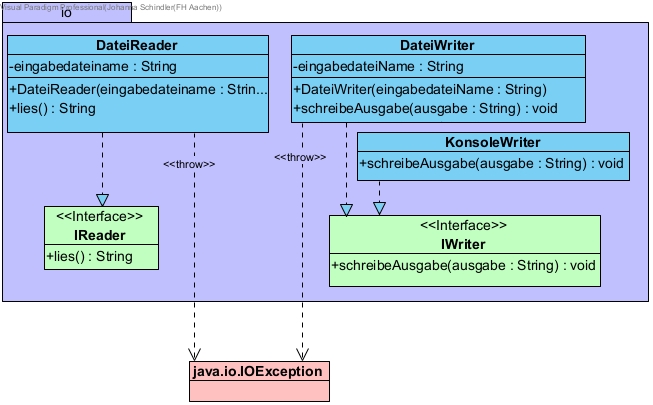 Visual Paradigm Professional(Johanna Schindler(FH Aachen))
io
DateiReader
-eingabedateiname : String
+DateiReader(eingabedateiname : Strin...
+lies() : String
DateiWriter
-eingabedateiName : String
+DateiWriter(eingabedateiName : String)
+schreibeAusgabe(ausgabe : String) : void
KonsoleWriter
+schreibeAusgabe(ausgabe : String) : void
<<throw>>
<<throw>>
<<Interface>>
IReader
+lies() : String
<<Interface>>
IWriter
+schreibeAusgabe(ausgabe : String) : void
java.io.IOException